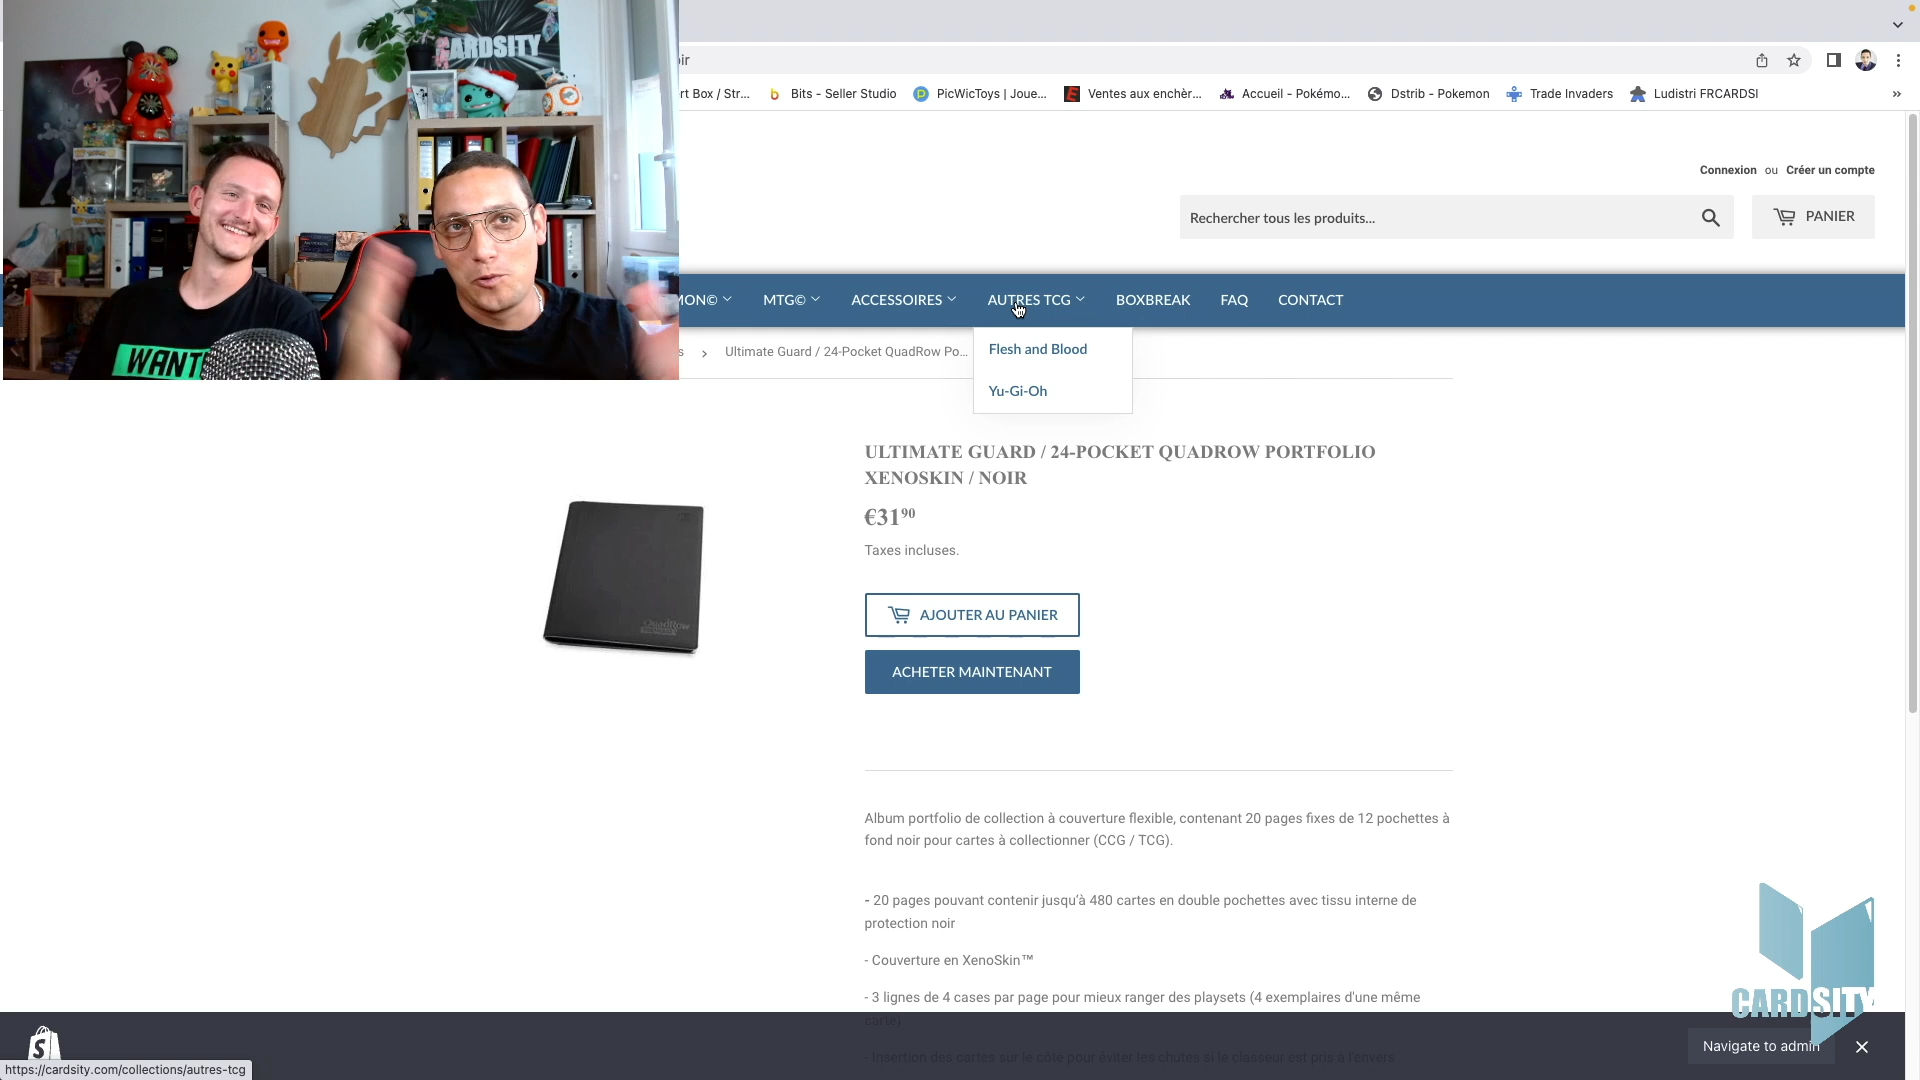 CARDSITY
WANT
oir
rt Box / Str...
Bits - Seller Studio
PicWicToys | Joue...
Ventes aux enchèr...
Accueil - Pokémo...
Dstrib - Pokemon
Trade Invaders
Ludistri FRCARDSI
»
Connexion ou Créer un compte
Rechercher tous les produits...
PANIER
MON©
MTG©
ACCESSOIRES
AUTRES TCG
BOXBREAK
FAQ
CONTACT
s › Ultimate Guard / 24-Pocket QuadRow Po...
Flesh and Blood
Yu-Gi-Oh
ULTIMATE GUARD / 24-POCKET QUADROW PORTFOLIO
XENOSKIN / NOIR
€31⁹⁰
Taxes incluses.
QuadRow
AJOUTER AU PANIER
ACHETER MAINTENANT
Album portfolio de collection à couverture flexible, contenant 20 pages fixes de 12 pochettes à
fond noir pour cartes à collectionner (CCG / TCG).
- 20 pages pouvant contenir jusqu'à 480 cartes en double pochettes avec tissu interne de
protection noir
- Couverture en XenoSkin™
- 3 lignes de 4 cases par page pour mieux ranger des playsets (4 exemplaires d'une même
carte)
- Insertion des cartes sur le côté pour éviter les chutes si le classeur est pris à l'envers
CARDSITY
Navigate to admin
https://cardsity.com/collections/autres-tcg